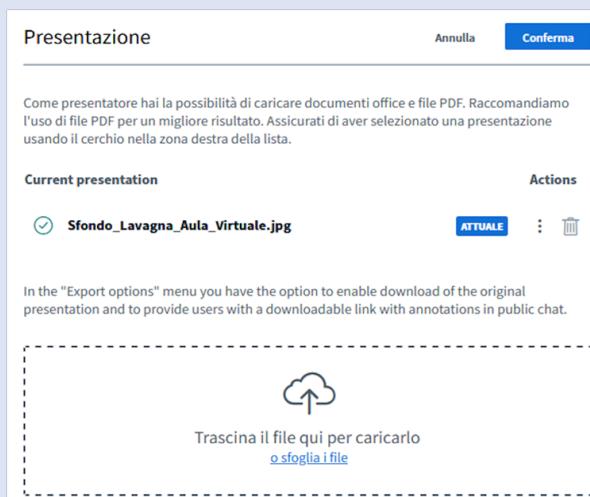 Presentazione
Annulla
Conferma
Come presentatore hai la possibilità di caricare documenti office e file PDF. Raccomandiamo
l'uso di file PDF per un migliore risultato. Assicurati di aver selezionato una presentazione
usando il cerchio nella zona destra della lista.
Current presentation
Actions
Sfondo_Lavagna_Aula_Virtuale.jpg
ATTUALE
In the "Export options" menu you have the option to enable download of the original
presentation and to provide users with a downloadable link with annotations in public chat.
Trascina il file qui per caricarlo
o sfoglia i file